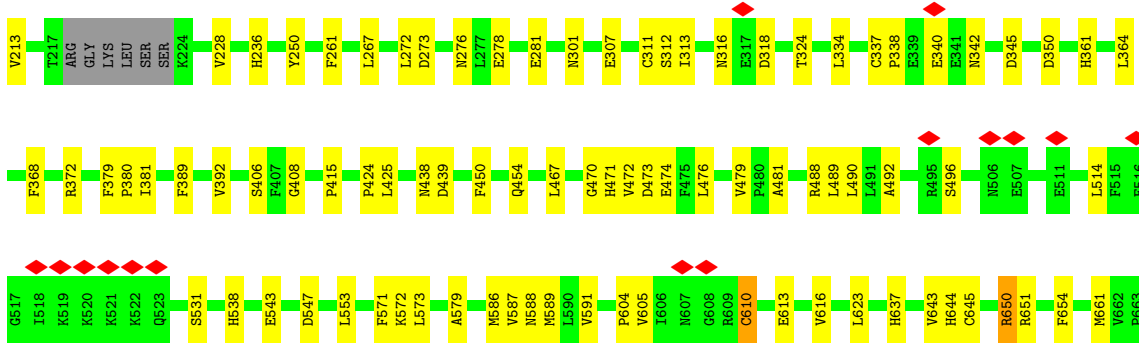 V213 T217 ARG GLY LYS LEU SER SER K224 V228 H236 Y250 F261 L267 L272 D273 N276 L277 E278 E281 N301 E307 C311 S312 I313 N316 E317 D318 T324 L334 C337 P338 E339 E340 E341 N342 D345 D350 H361 L364
F368 R372 F379 P380 I381 F389 V392 S406 F407 G408 P415 P424 L425 N438 D439 F450 Q454 L467 G470 H471 V472 D473 E474 F475 L476 V479 P480 A481 R488 L489 L490 L491 A492 R495 S496 N506 E507 E511 L514 F515
G517 I518 K519 K520 K521 K522 Q523 S531 H538 E543 D547 L553 F571 K572 L573 A579 M586 V587 N588 M589 L590 V591 P604 V605 I606 N607 G608 R609 C610 E613 V616 L623 H637 V643 H644 C645 R650 R651 F654 M661 V662 P663